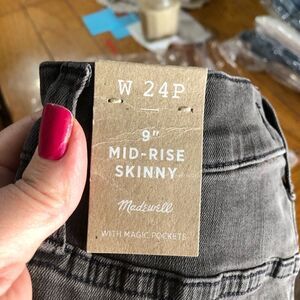 W 24P
9"
MID-RISE
SKINNY
Madewell
WITH MAGIC POCKETS